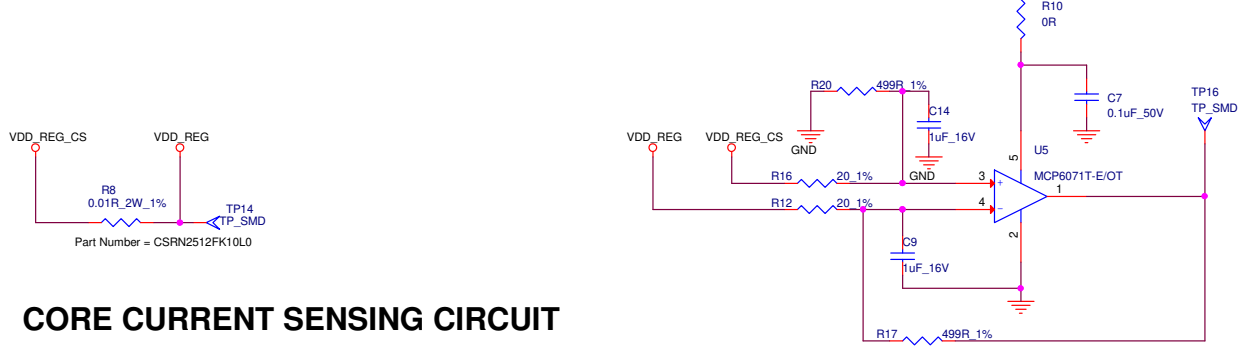 R10
0R
R20
499R_1%
C14
1uF_16V
C7
0.1uF_50V
TP16
TP_SMD
VDD_REG_CS
VDD_REG
VDD_REG
VDD_REG_CS
GND
R8
0.01R_2W_1%
TP14
TP_SMD
Part Number = CSRN2512FK10L0
U5
5
MCP6071T-E/OT
R16
20_1%
GND
3
+
1
R12
20_1%
4
-
2
C9
1uF_16V
CORE CURRENT SENSING CIRCUIT
R17
499R_1%